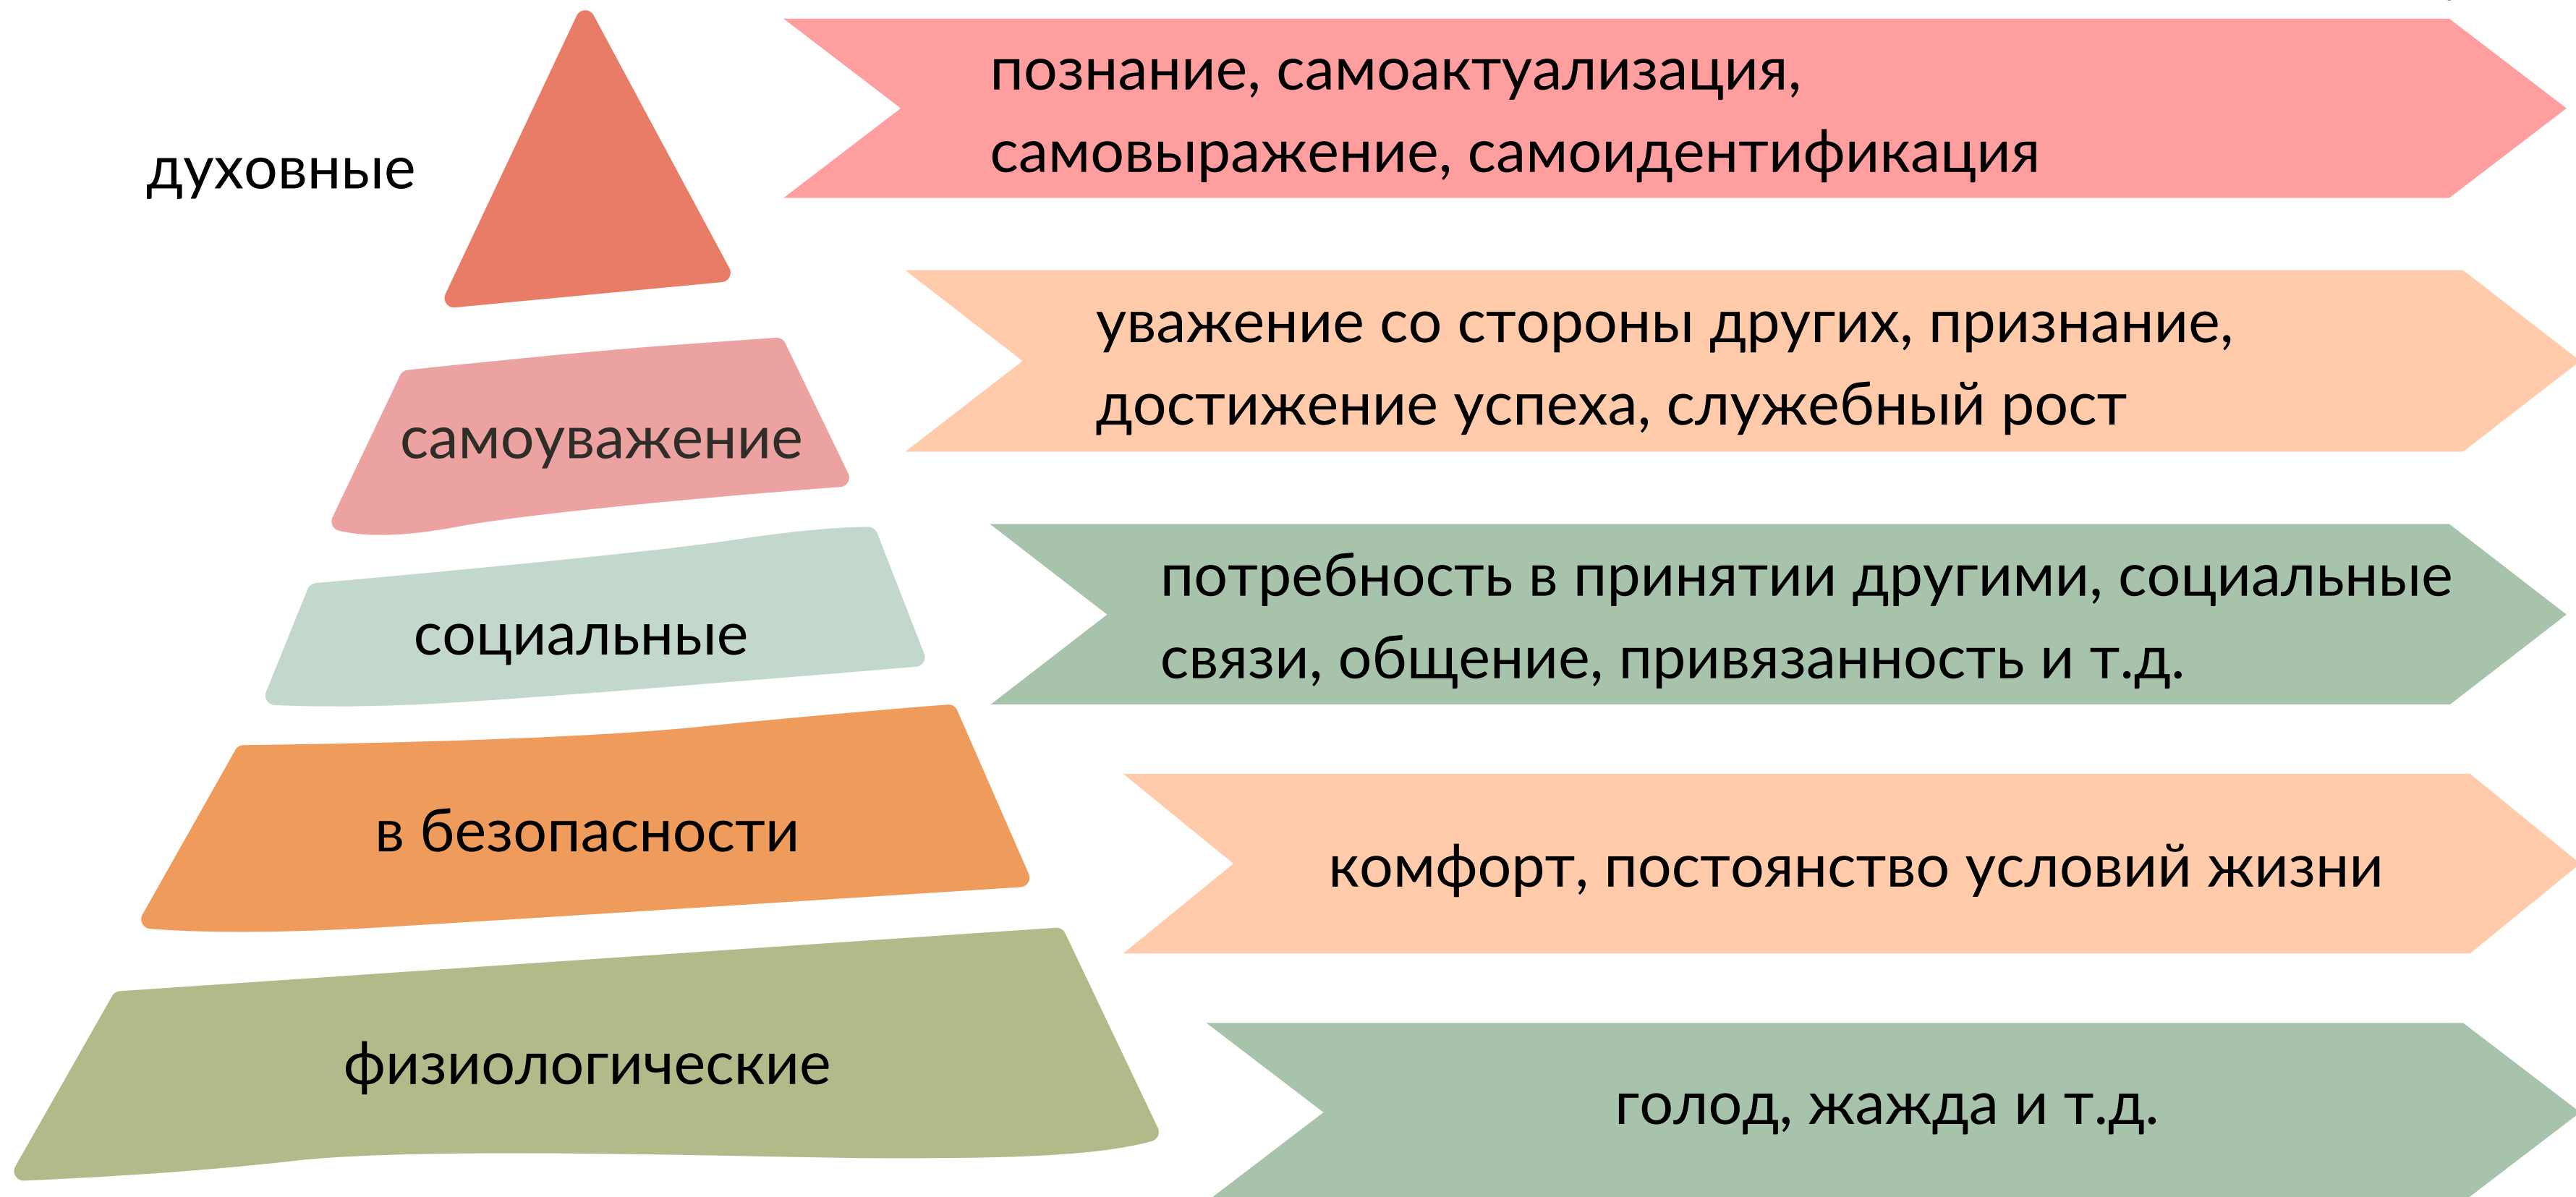 духовные
познание, самоактуализация,
самовыражение, самоидентификация
самоуважение
уважение со стороны других, признание,
достижение успеха, служебный рост
социальные
потребность в принятии другими, социальные
связи, общение, привязанность и т.д.
в безопасности
комфорт, постоянство условий жизни
физиологические
голод, жажда и т.д.